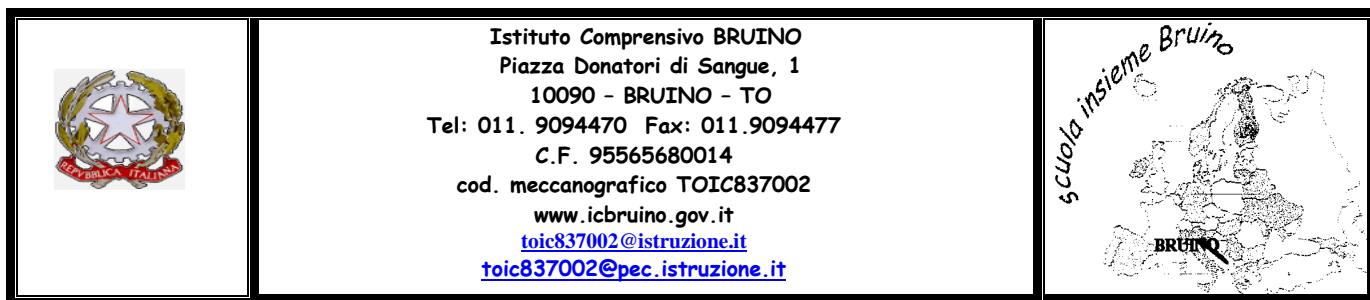 REPVBBLICA ITALIANA
Istituto Comprensivo BRUINO
Piazza Donatori di Sangue, 1
10090 – BRUINO – TO
Tel: 011. 9094470 Fax: 011.9094477
C.F. 95565680014
cod. meccanografico TOIC837002
www.icbruino.gov.it
toic837002@istruzione.it
toic837002@pec.istruzione.it
scuola insieme Bruino
BRUINO